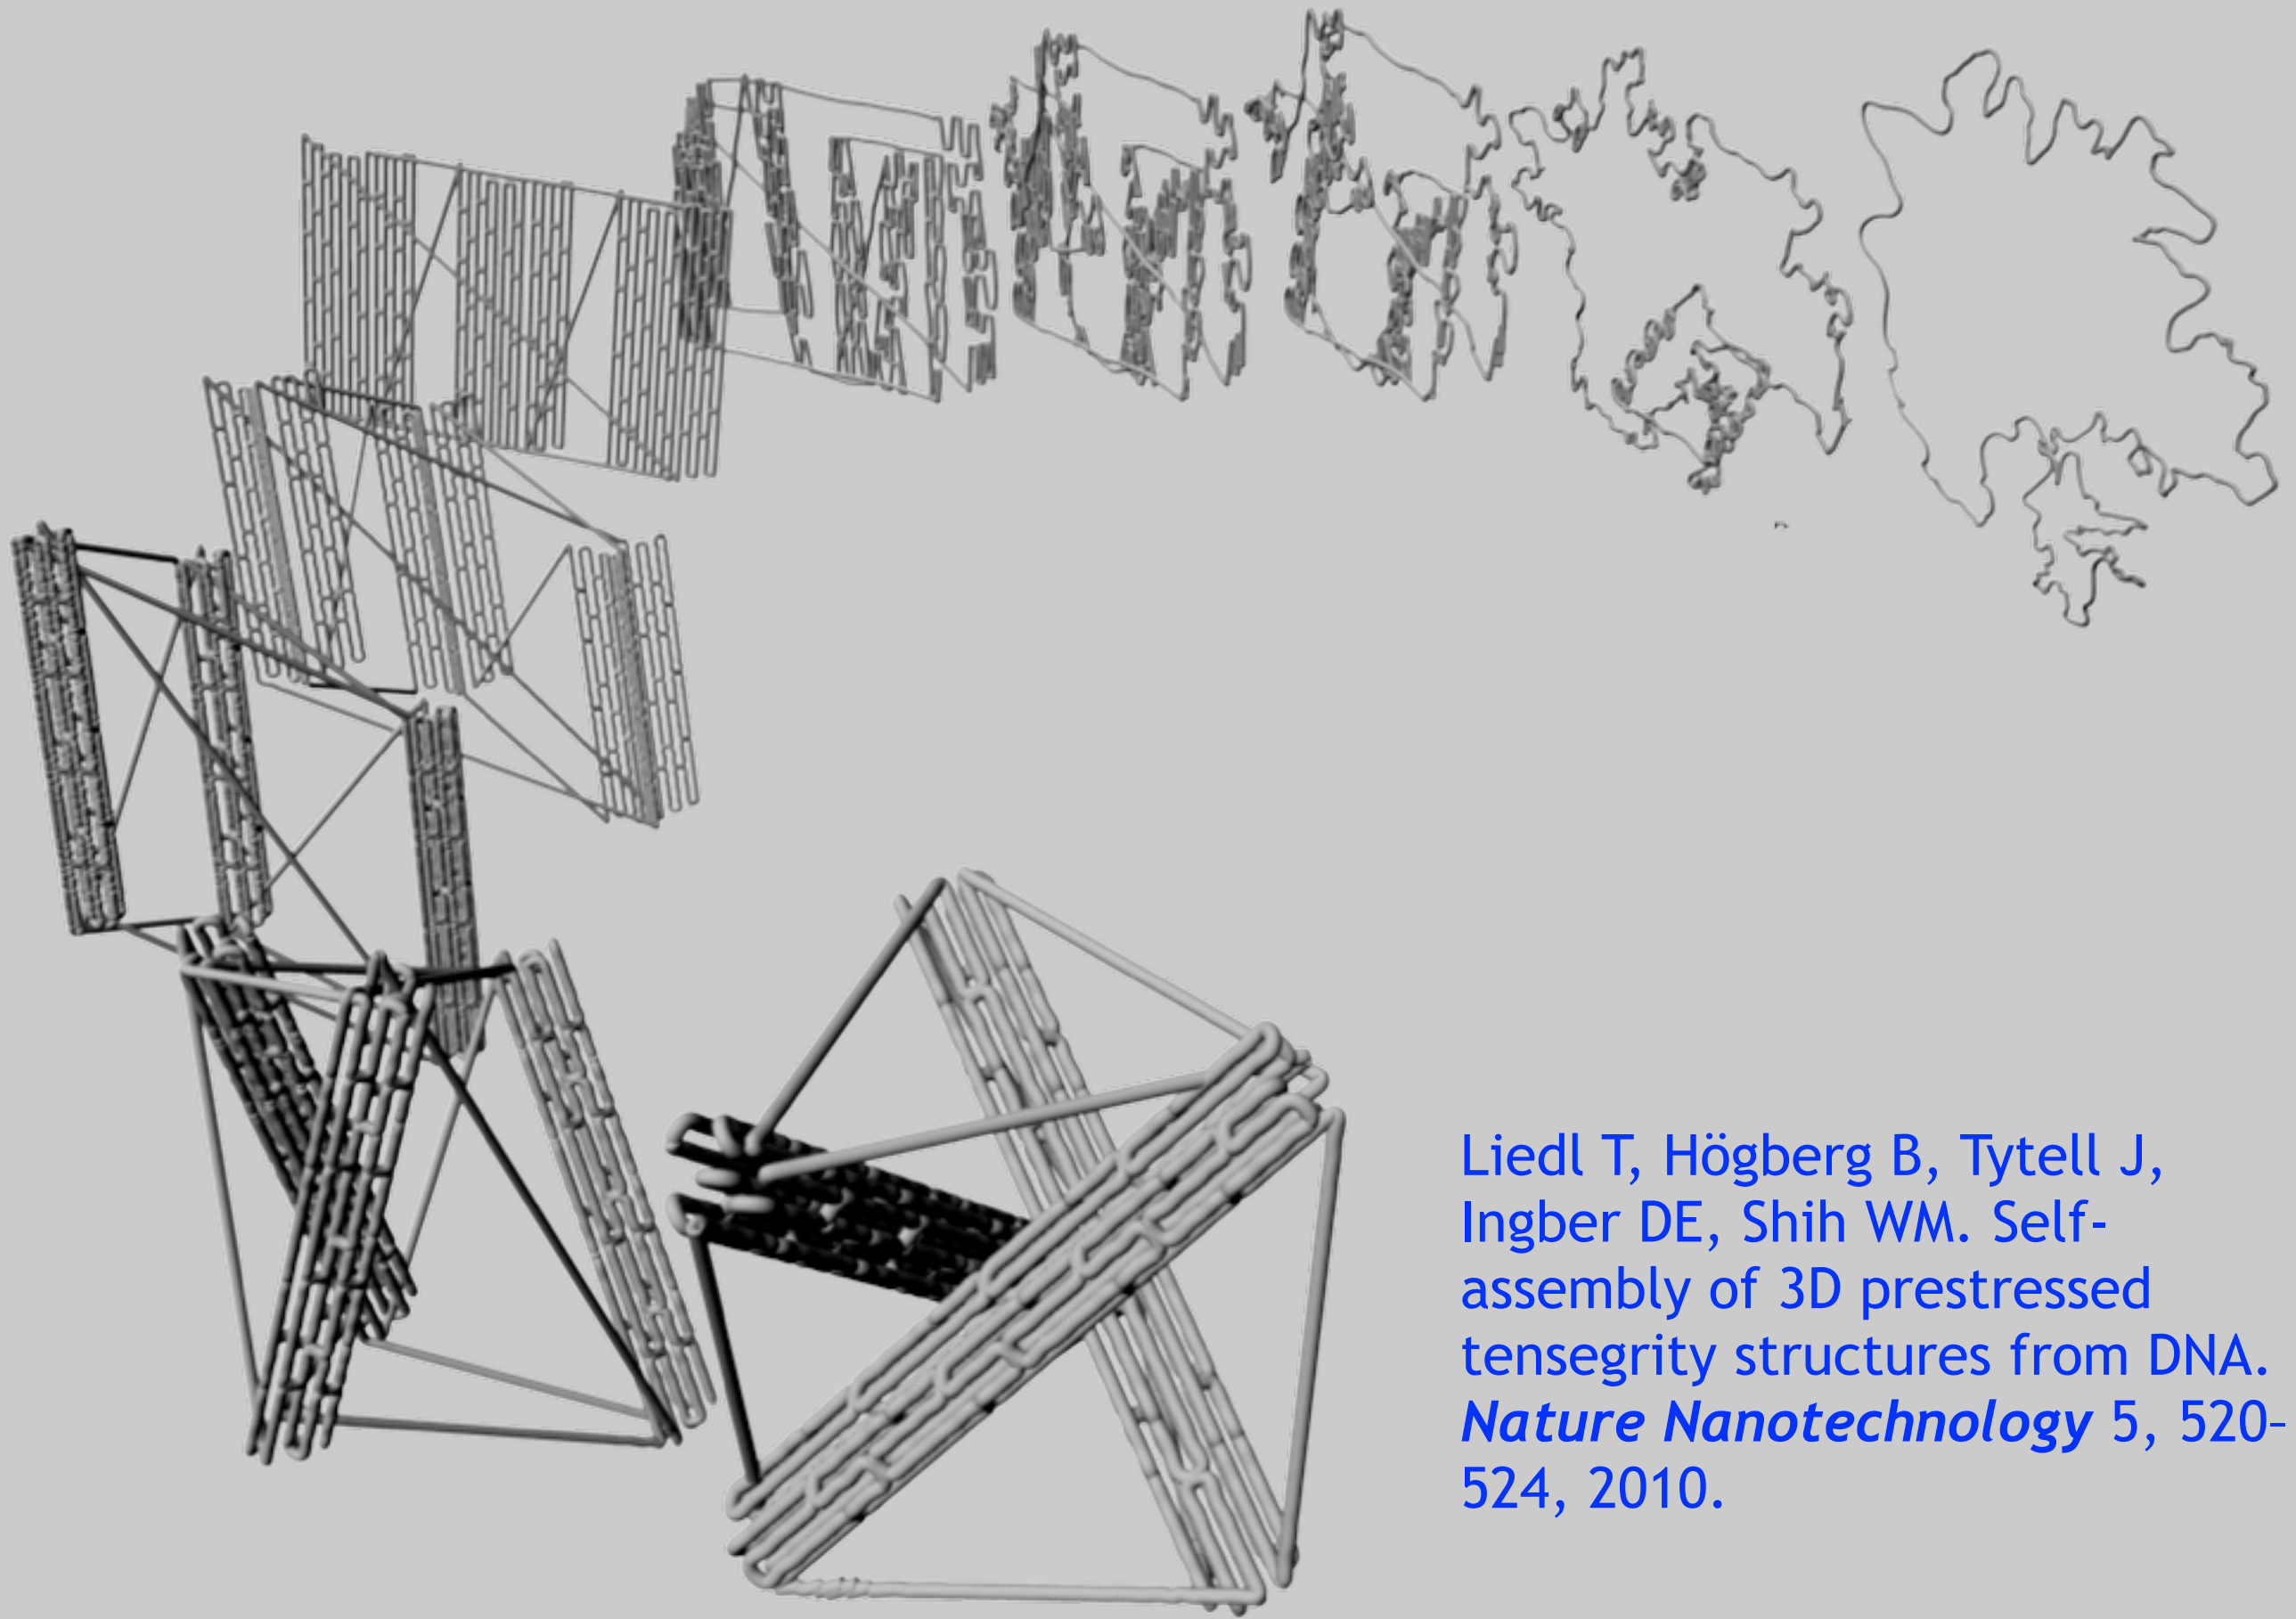 Liedl T, Högberg B, Tytell J,
Ingber DE, Shih WM. Self-
assembly of 3D prestressed
tensegrity structures from DNA.
Nature Nanotechnology 5, 520-
524, 2010.